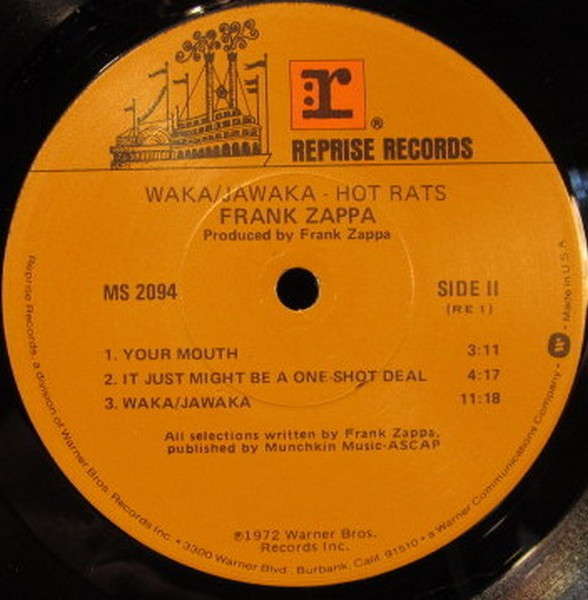 r
®
REPRISE RECORDS
WAKA/JAWAKA - HOT RATS
FRANK ZAPPA
Produced by Frank Zappa
MS 2094
SIDE II
(RE 1)
1. YOUR MOUTH 3:11
2. IT JUST MIGHT BE A ONE-SHOT DEAL 4:17
3. WAKA/JAWAKA 11:18
All selections written by Frank Zappa,
published by Munchkin Music-ASCAP
℗1972 Warner Bros.
Records Inc.
Reprise Records, a division of Warner Bros. Records Inc. • 3300 Warner Blvd., Burbank, Calif. 91510 • a Warner Communications Company • W • Made in U.S.A.